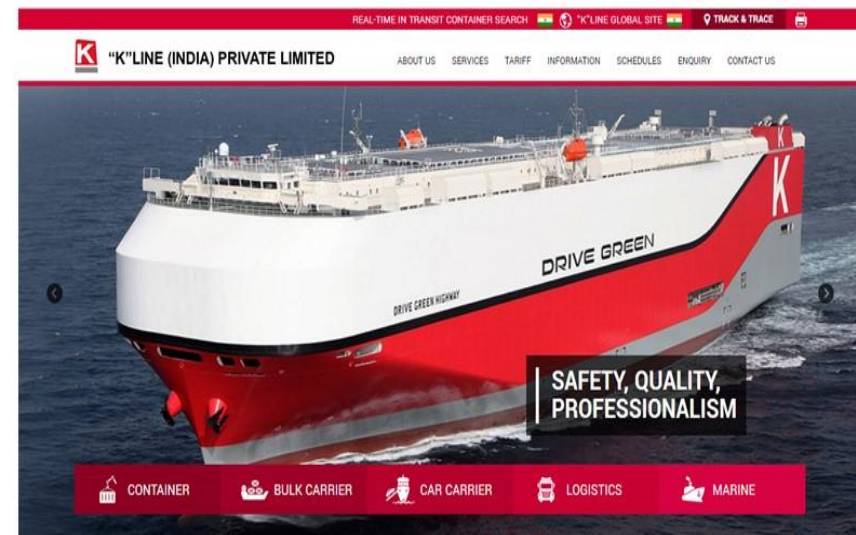 REAL-TIME IN TRANSIT CONTAINER SEARCH "K"LINE GLOBAL SITE TRACK & TRACE
K "K"LINE (INDIA) PRIVATE LIMITED
ABOUT US SERVICES TARIFF INFORMATION SCHEDULES ENQUIRY CONTACT US
K
K
DRIVE GREEN
DRIVE GREEN HIGHWAY
SAFETY, QUALITY,
PROFESSIONALISM
CONTAINER BULK CARRIER CAR CARRIER LOGISTICS MARINE